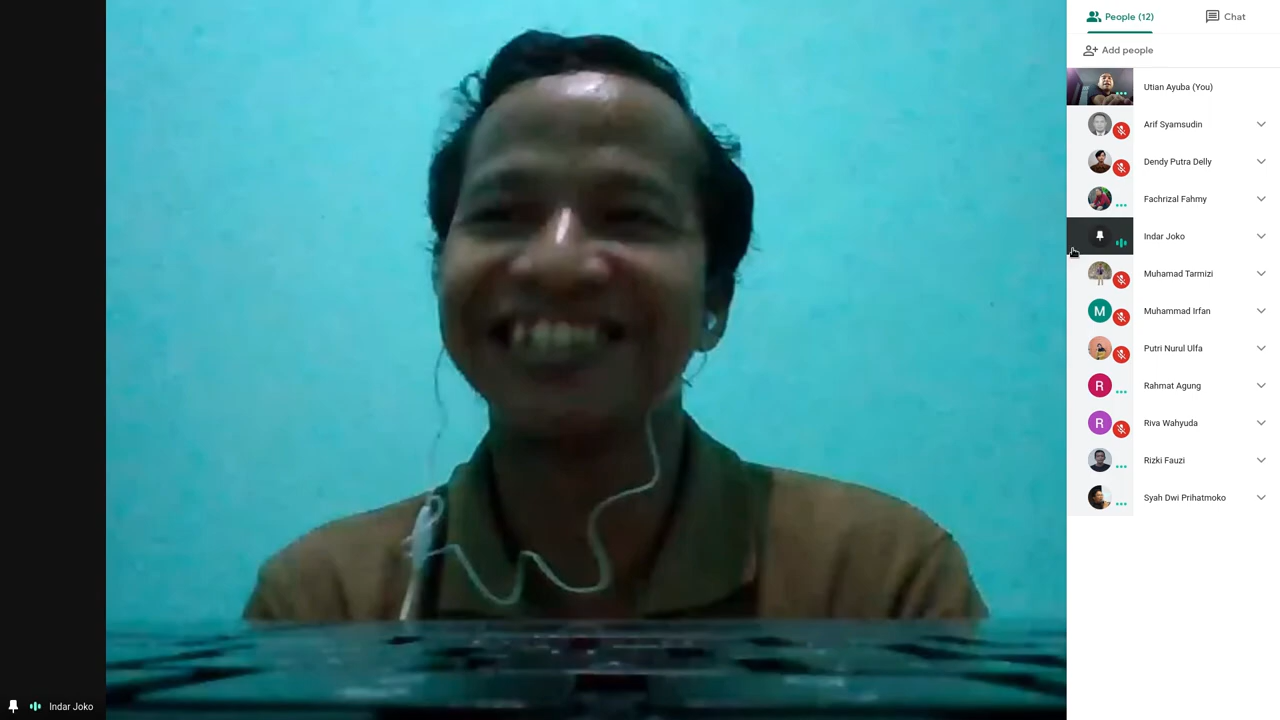 People (12)
Chat
Add people
Utian Ayuba (You)
Arif Syamsudin
Dendy Putra Delly
Fachrizal Fahmy
Indar Joko
Muhamad Tarmizi
M
Muhammad Irfan
Putri Nurul Ulfa
R
Rahmat Agung
R
Riva Wahyuda
Rizki Fauzi
Syah Dwi Prihatmoko
Indar Joko